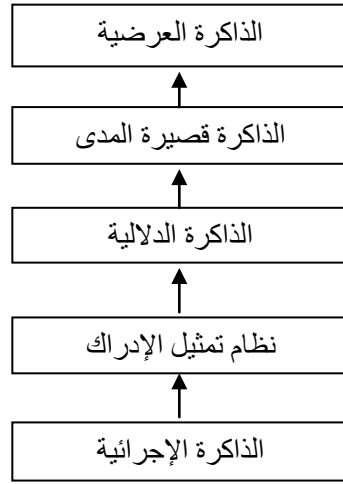 الذاكرة العرضية
الذاكرة قصيرة المدى
الذاكرة الدلالية
نظام تمثيل الإدراك
الذاكرة الإجرائية